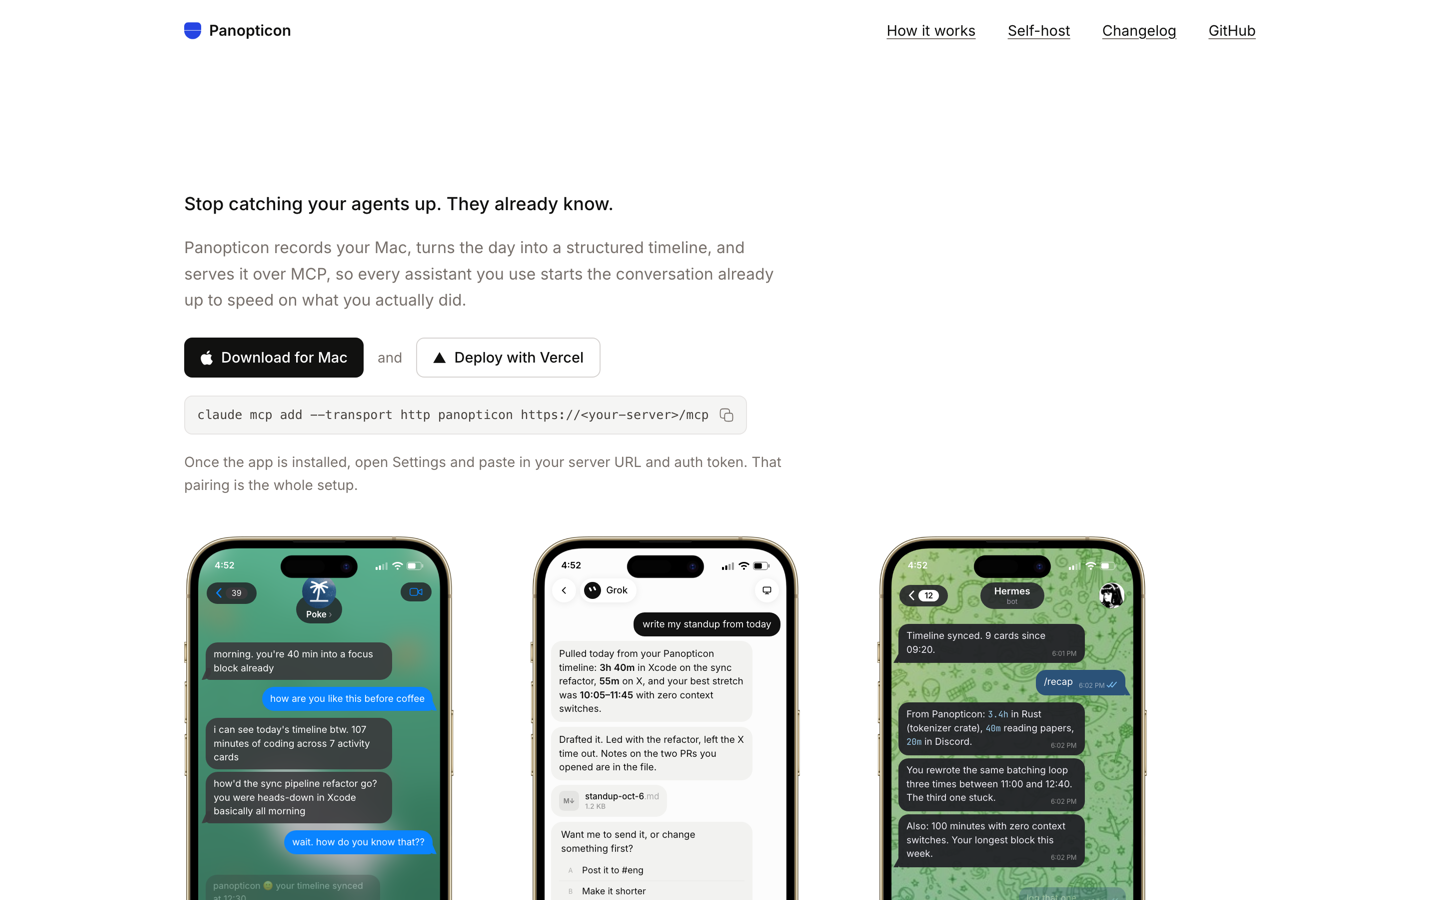 Panopticon
How it works
Self-host
Changelog
GitHub
Stop catching your agents up. They already know.
Panopticon records your Mac, turns the day into a structured timeline, and
serves it over MCP, so every assistant you use starts the conversation already
up to speed on what you actually did.
Download for Mac
and
Deploy with Vercel
claude mcp add --transport http panopticon https://<your-server>/mcp
Once the app is installed, open Settings and paste in your server URL and auth token. That
pairing is the whole setup.
4:52
39
Poke ›
morning. you're 40 min into a focus
block already
how are you like this before coffee
i can see today's timeline btw. 107
minutes of coding across 7 activity
cards
how'd the sync pipeline refactor go?
you were heads-down in Xcode
basically all morning
wait. how do you know that??
panopticon 😑 your timeline synced
at 12:30
4:52
Grok
write my standup from today
Pulled today from your Panopticon
timeline: 3h 40m in Xcode on the sync
refactor, 55m on X, and your best stretch
was 10:05–11:45 with zero context
switches.
Drafted it. Led with the refactor, left the X
time out. Notes on the two PRs you
opened are in the file.
M↓
standup-oct-6.md
1.2 KB
Want me to send it, or change
something first?
A Post it to #eng
B Make it shorter
4:52
12
Hermes
bot
Timeline synced. 9 cards since
09:20.
6:01 PM
/recap
6:02 PM
From Panopticon: 3.4h in Rust
(tokenizer crate), 40m reading papers,
20m in Discord.
6:02 PM
You rewrote the same batching loop
three times between 11:00 and 12:40.
The third one stuck.
6:02 PM
Also: 100 minutes with zero context
switches. Your longest block this
week.
6:02 PM